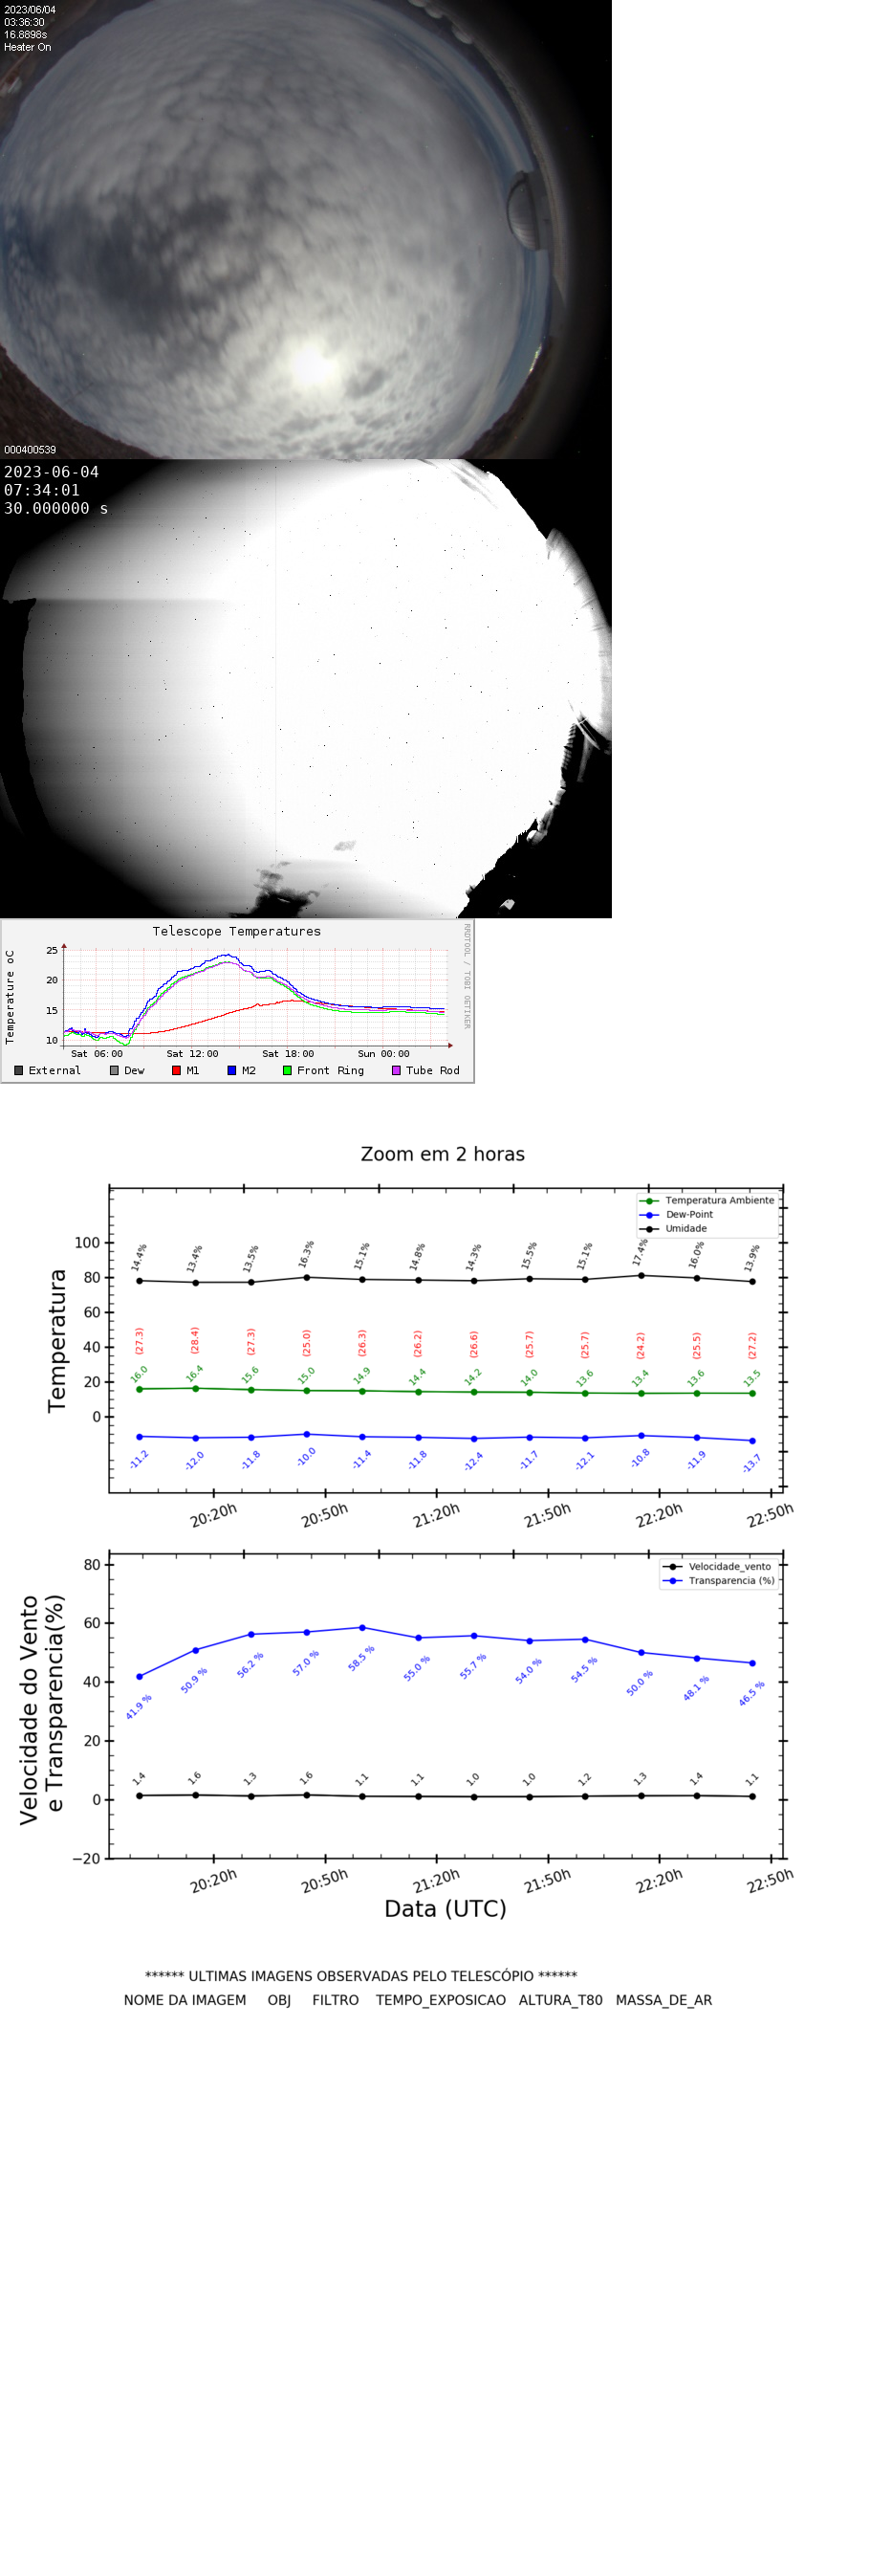 2023/06/04
03:36:30
16.8898s
Heater On
000400539
2023-06-04
07:34:01
30.000000 s
Telescope Temperatures
RRDTOOL / TOBI OETIKER
Temperature oC
25
20
15
10
Sat 06:00 Sat 12:00 Sat 18:00 Sun 00:00
External Dew M1 M2 Front Ring Tube Rod
Zoom em 2 horas
Temperatura Ambiente
Dew-Point
Umidade
Temperatura
100
80
60
40
20
0
14.4% 13.4% 13.5% 16.3% 15.1% 14.8% 14.3% 15.5% 15.1% 17.4% 16.0% 13.9%
(27.3) (28.4) (27.3) (25.0) (26.3) (26.2) (26.6) (25.7) (25.7) (24.2) (25.5) (27.2)
16.0 16.4 15.6 15.0 14.9 14.4 14.2 14.0 13.6 13.4 13.6 13.5
-11.2 -12.0 -11.8 -10.0 -11.4 -11.8 -12.4 -11.7 -12.1 -10.8 -11.9 -13.7
20:20h 20:50h 21:20h 21:50h 22:20h 22:50h
Velocidade_vento
Transparencia (%)
Velocidade do Vento
e Transparencia(%)
80
60
40
20
0
−20
41.9 % 50.9 % 56.2 % 57.0 % 58.5 % 55.0 % 55.7 % 54.0 % 54.5 % 50.0 % 48.1 % 46.5 %
1.4 1.6 1.3 1.6 1.1 1.1 1.0 1.0 1.2 1.3 1.4 1.1
20:20h 20:50h 21:20h 21:50h 22:20h 22:50h
Data (UTC)
****** ULTIMAS IMAGENS OBSERVADAS PELO TELESCÓPIO ******
NOME DA IMAGEM OBJ FILTRO TEMPO_EXPOSICAO ALTURA_T80 MASSA_DE_AR